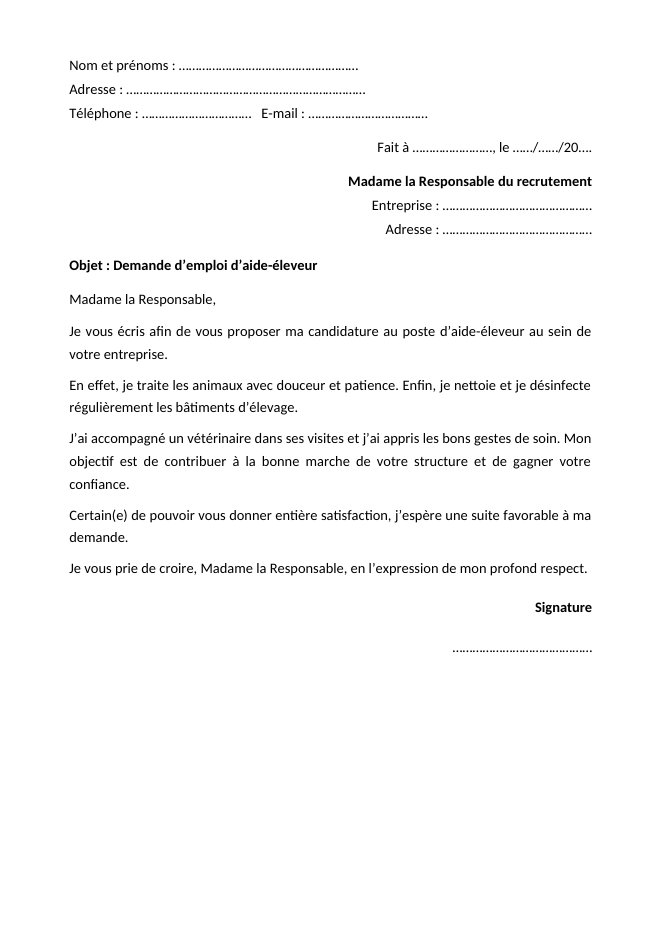 Nom et prénoms : ……………………………………………
Adresse : ………………………………………………………………
Téléphone : …………………………… E-mail : ………………………………
Fait à ……………………, le ……/……/20….
Madame la Responsable du recrutement
Entreprise : ………………………………………
Adresse : ………………………………………
Objet : Demande d’emploi d’aide-éleveur
Madame la Responsable,
Je vous écris afin de vous proposer ma candidature au poste d’aide-éleveur au sein de
votre entreprise.
En effet, je traite les animaux avec douceur et patience. Enfin, je nettoie et je désinfecte
régulièrement les bâtiments d’élevage.
J’ai accompagné un vétérinaire dans ses visites et j’ai appris les bons gestes de soin. Mon
objectif est de contribuer à la bonne marche de votre structure et de gagner votre
confiance.
Certain(e) de pouvoir vous donner entière satisfaction, j’espère une suite favorable à ma
demande.
Je vous prie de croire, Madame la Responsable, en l’expression de mon profond respect.
Signature
……………………………………